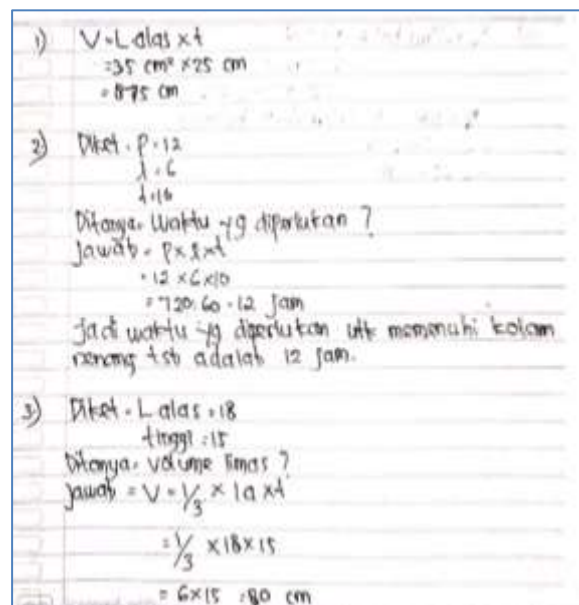 1) V = L alas x t
= 35 cm² x 25 cm
= 875 cm
2) Diket = P = 12
l = 6
t = 10
Ditanya = Waktu yg diperlukan ?
Jawab = P x l x t
= 12 x 6 x 10
= 720 : 60 = 12 Jam
Jadi waktu yg diperlukan utk memenuhi kolam
renang tsb adalah 12 jam.
3) Diket = L alas = 18
tinggi = 15
Ditanya = volume limas ?
Jawab = V = 1/3 x la x t
= 1/3 x 18 x 15
= 6 x 15 = 80 cm